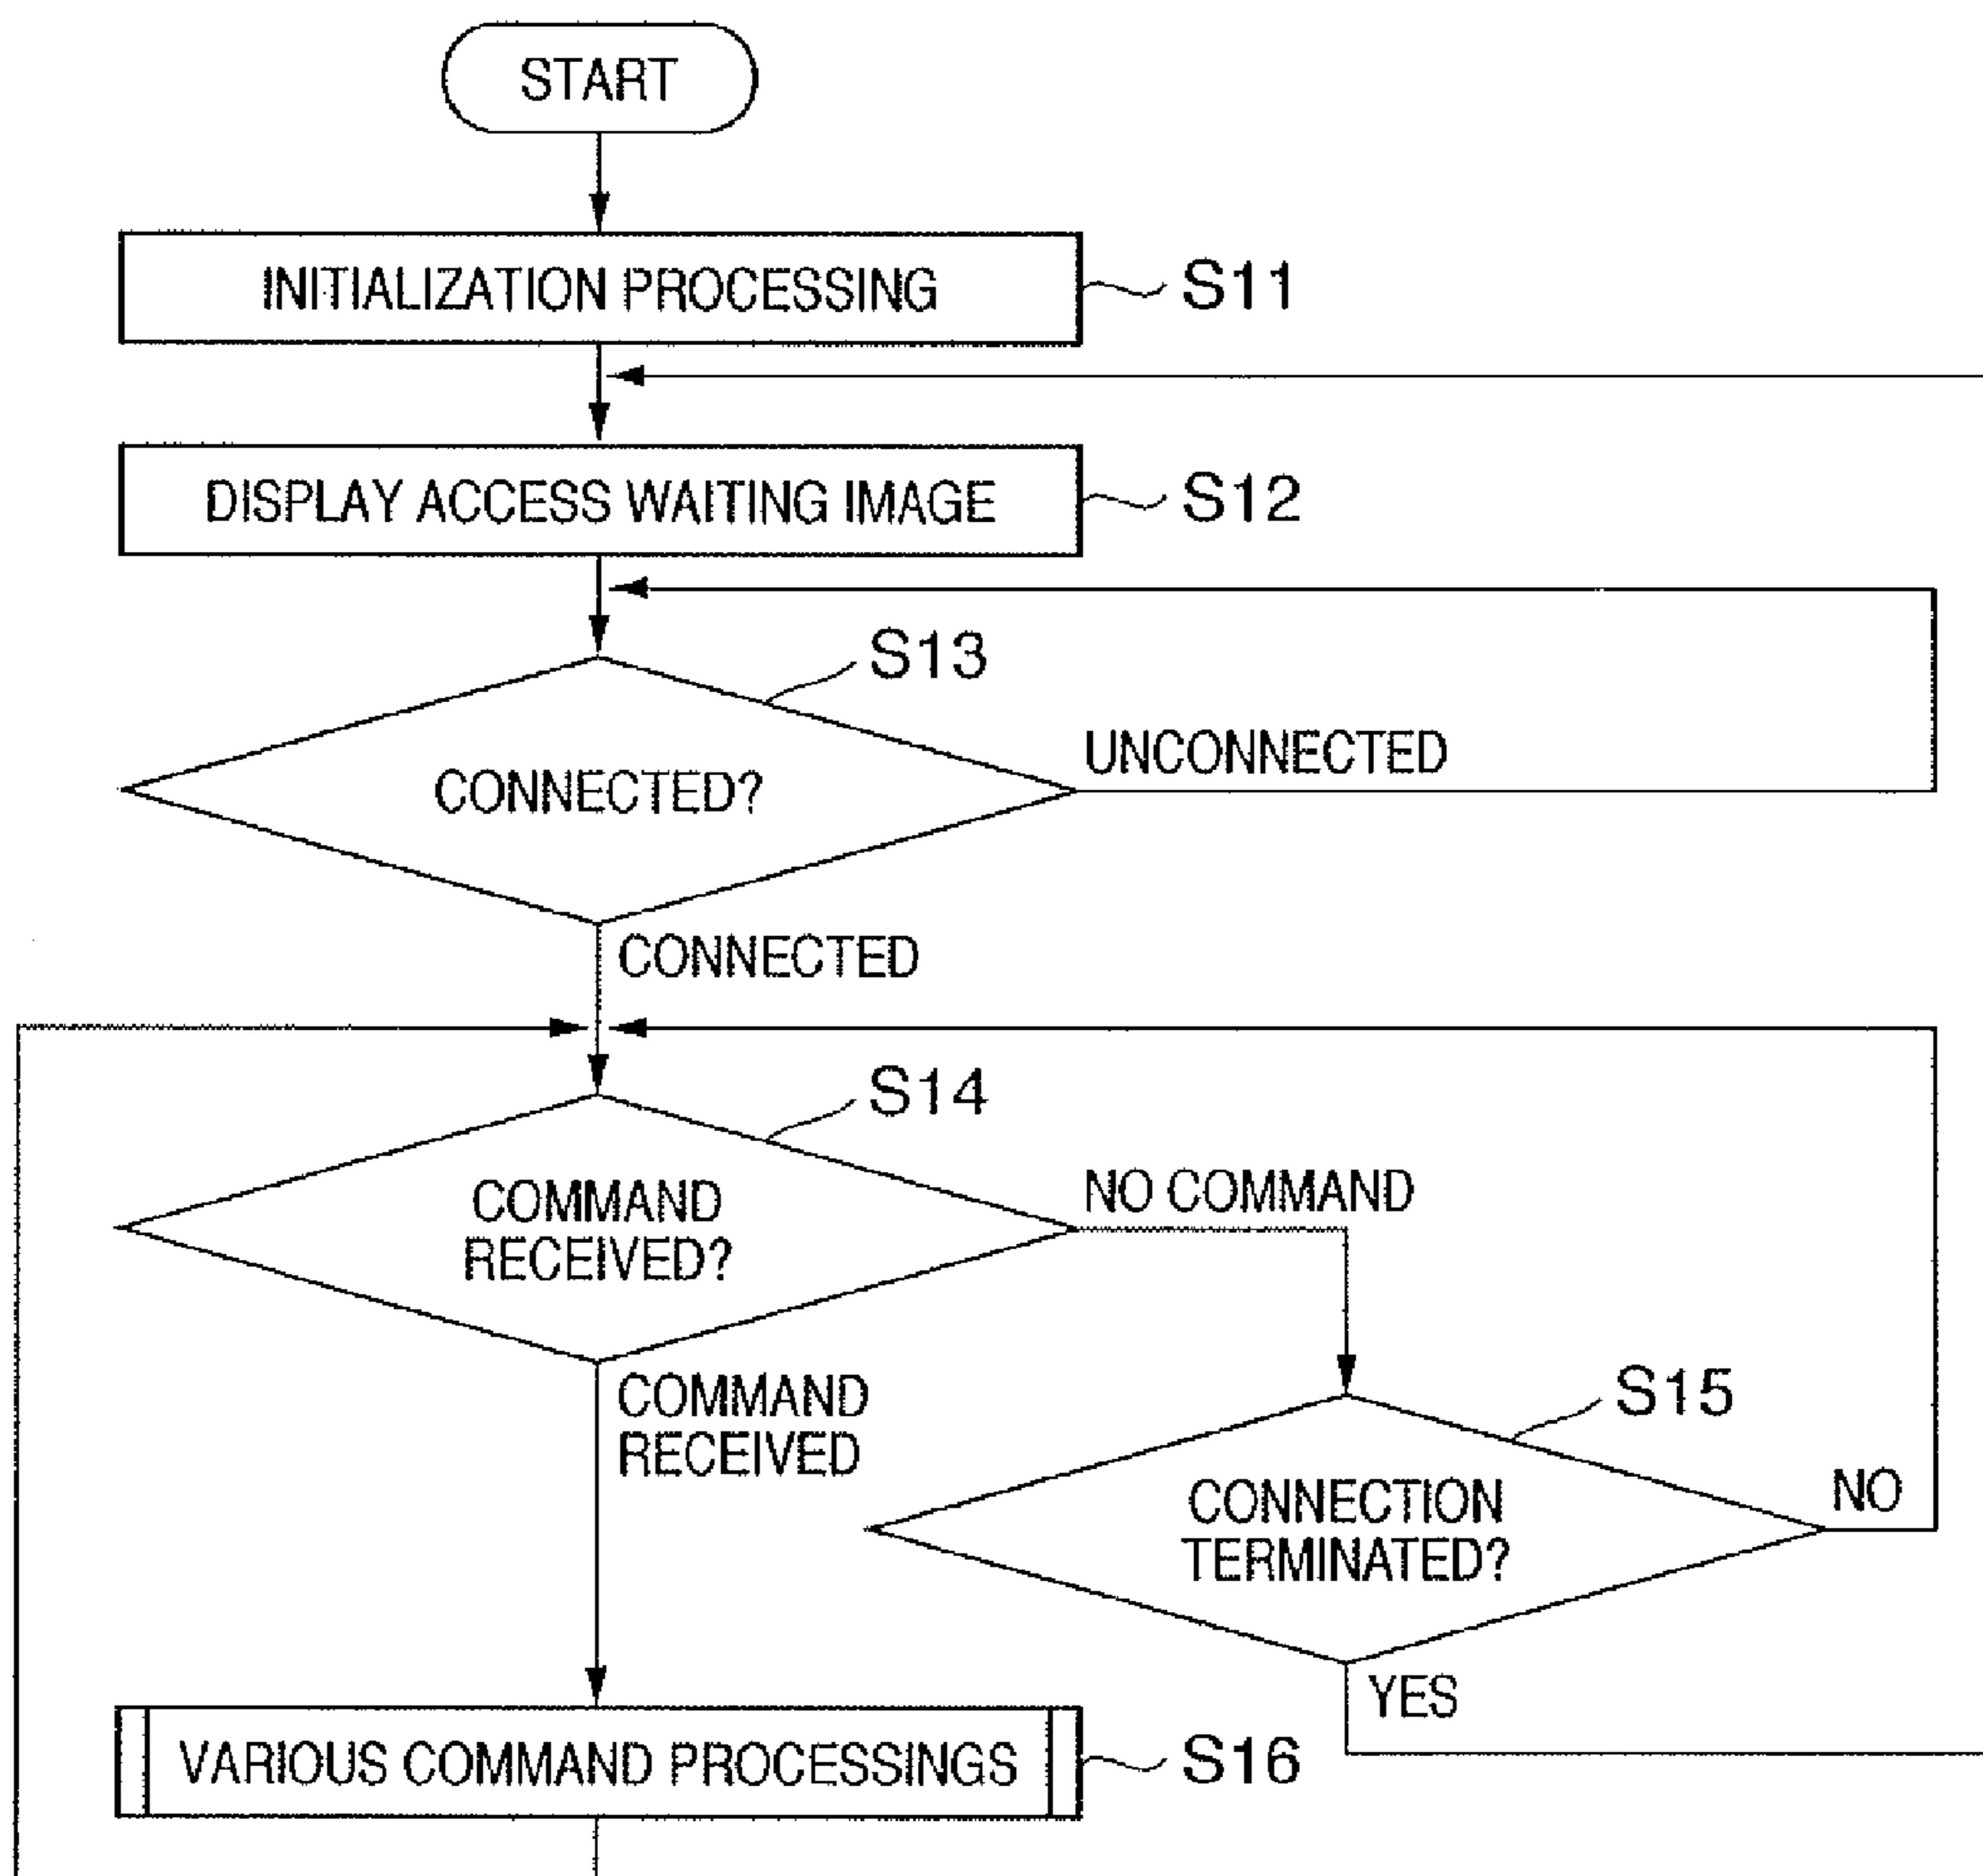 START
INITIALIZATION PROCESSING
S11
DISPLAY ACCESS WAITING IMAGE
S12
S13
CONNECTED?
UNCONNECTED
CONNECTED
S14
COMMAND
RECEIVED?
NO COMMAND
COMMAND
RECEIVED
S15
CONNECTION
TERMINATED?
NO
YES
VARIOUS COMMAND PROCESSINGS
S16